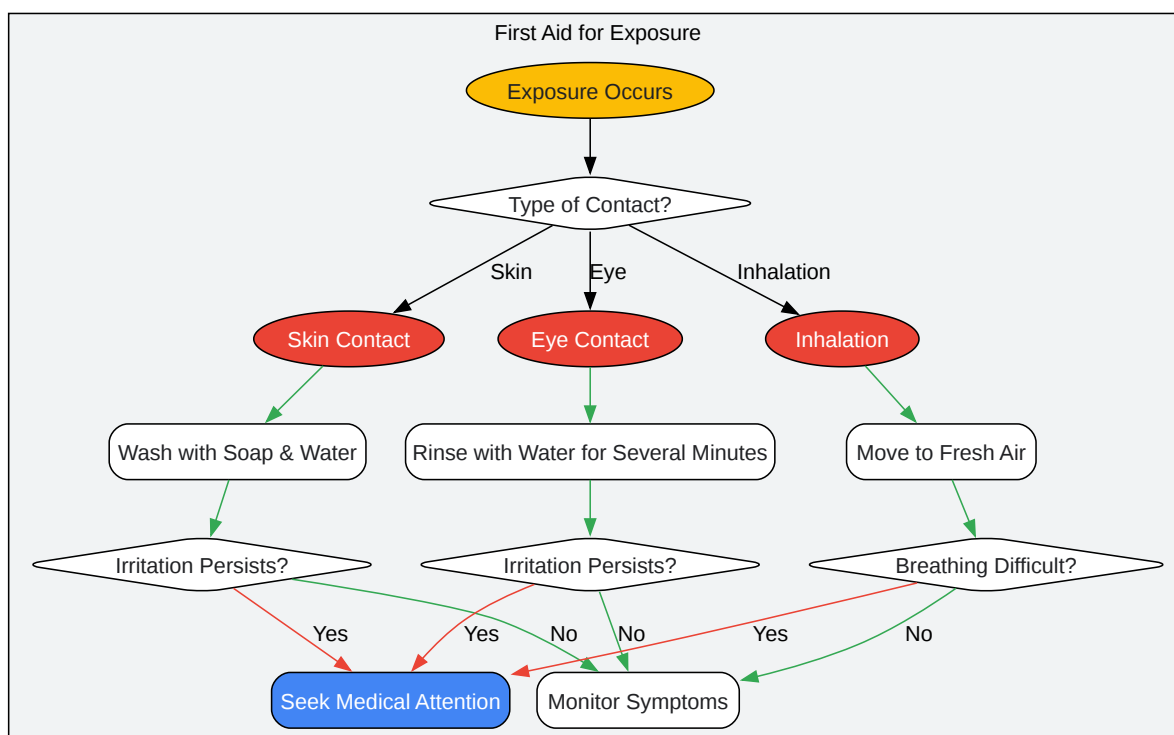 First Aid for Exposure
Exposure Occurs
Type of Contact?
Skin
Eye
Inhalation
Skin Contact
Eye Contact
Inhalation
Wash with Soap & Water
Rinse with Water for Several Minutes
Move to Fresh Air
Irritation Persists?
Irritation Persists?
Breathing Difficult?
Yes
Yes
No
No
Yes
No
Seek Medical Attention
Monitor Symptoms